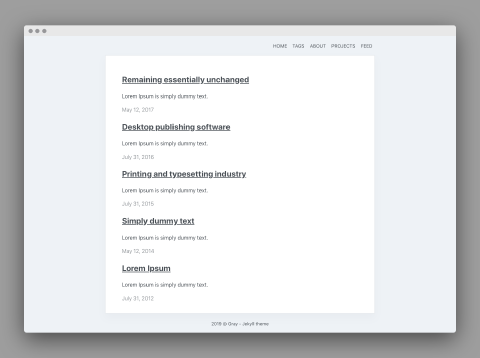 HOME TAGS ABOUT PROJECTS FEED
Remaining essentially unchanged
Lorem Ipsum is simply dummy text.
May 12, 2017
Desktop publishing software
Lorem Ipsum is simply dummy text.
July 31, 2016
Printing and typesetting industry
Lorem Ipsum is simply dummy text.
July 31, 2015
Simply dummy text
Lorem Ipsum is simply dummy text.
May 12, 2014
Lorem Ipsum
Lorem Ipsum is simply dummy text.
July 31, 2012
2019 © Gray - Jekyll theme